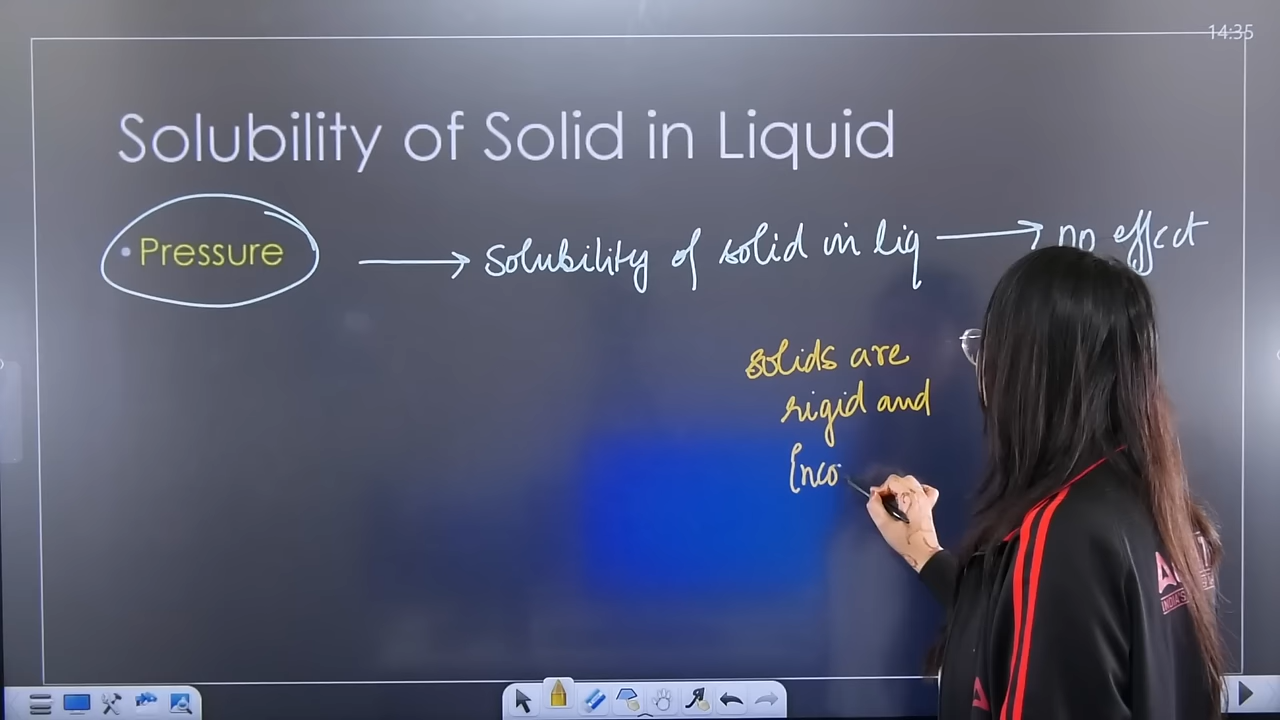 14:35
Solubility of Solid in Liquid
• Pressure → Solubility of solid in liq → no effect
solids are
rigid and
Inco
INDIA'S